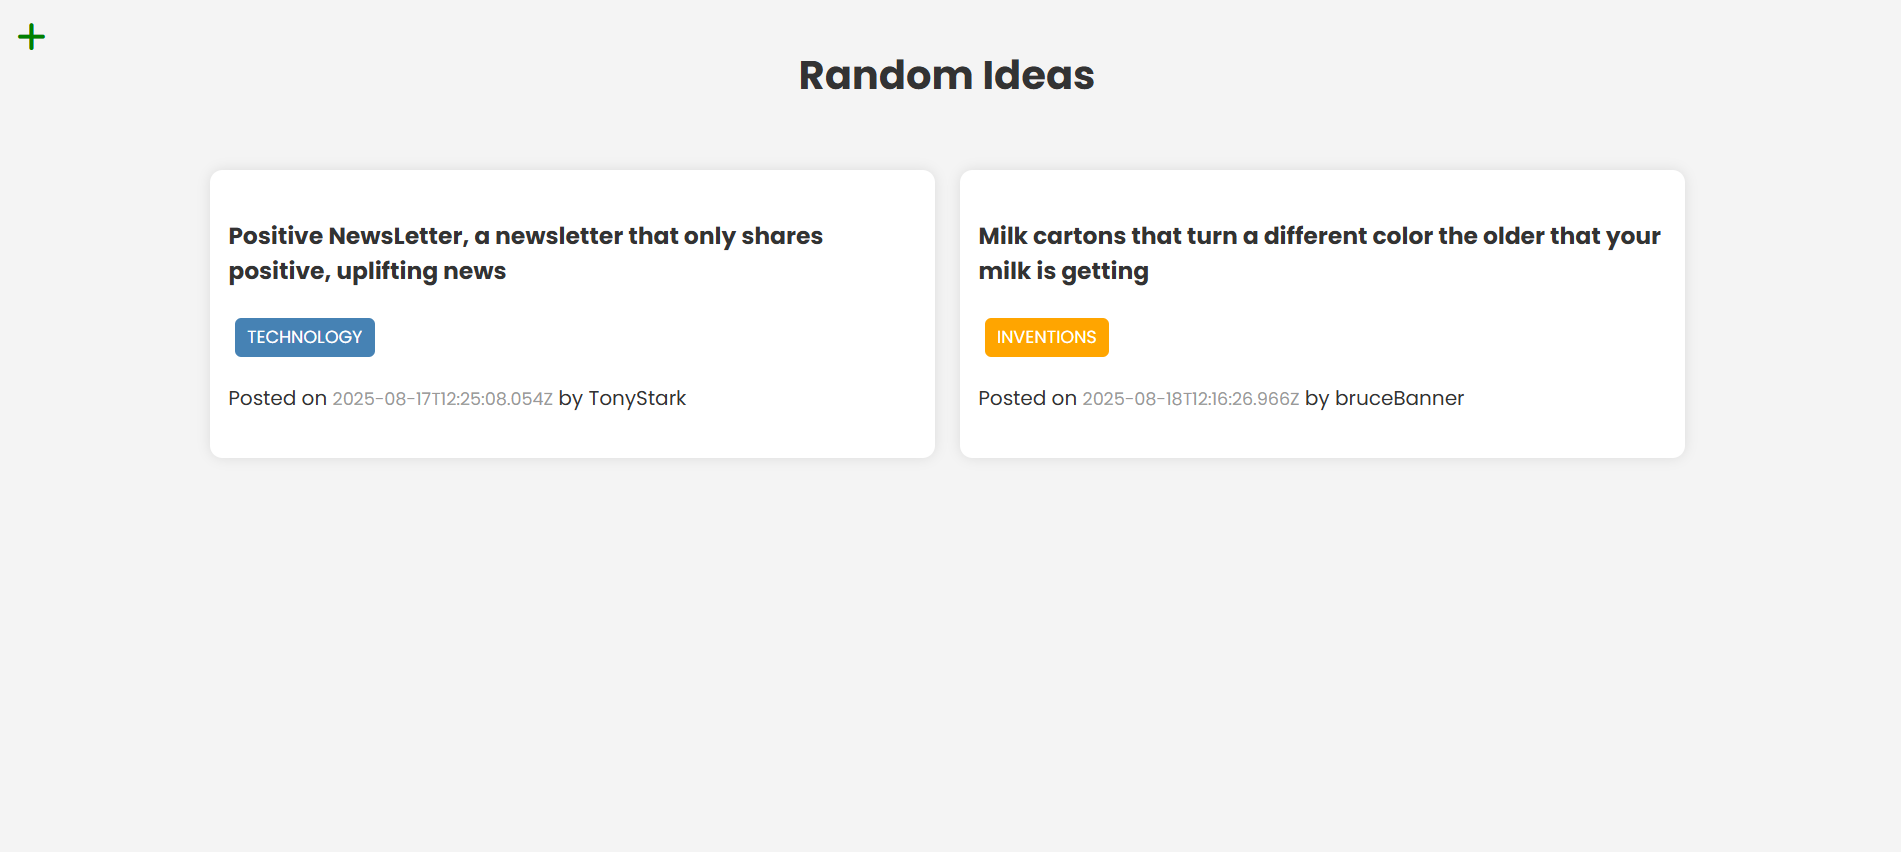 Random Ideas
Positive NewsLetter, a newsletter that only shares
positive, uplifting news
TECHNOLOGY
Posted on 2025-08-17T12:25:08.054Z by TonyStark
Milk cartons that turn a different color the older that your
milk is getting
INVENTIONS
Posted on 2025-08-18T12:16:26.966Z by bruceBanner